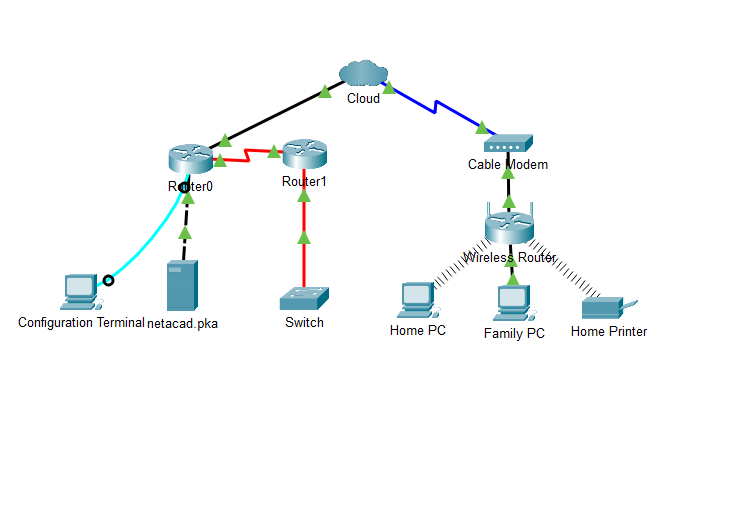 Cloud
Cable Modem
Router0
Router1
Wireless Router
Configuration Terminal
netacad.pka
Switch
Home PC
Family PC
Home Printer